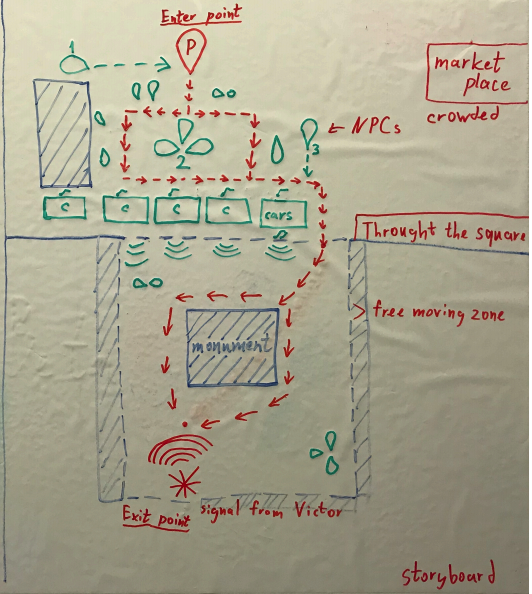 Enter point
1
P
market
place
crowded
2
3
NPCs
C
C
C
C
cars
Throught the square
free moving zone
monument
Exit point
signal from Victor
storyboard